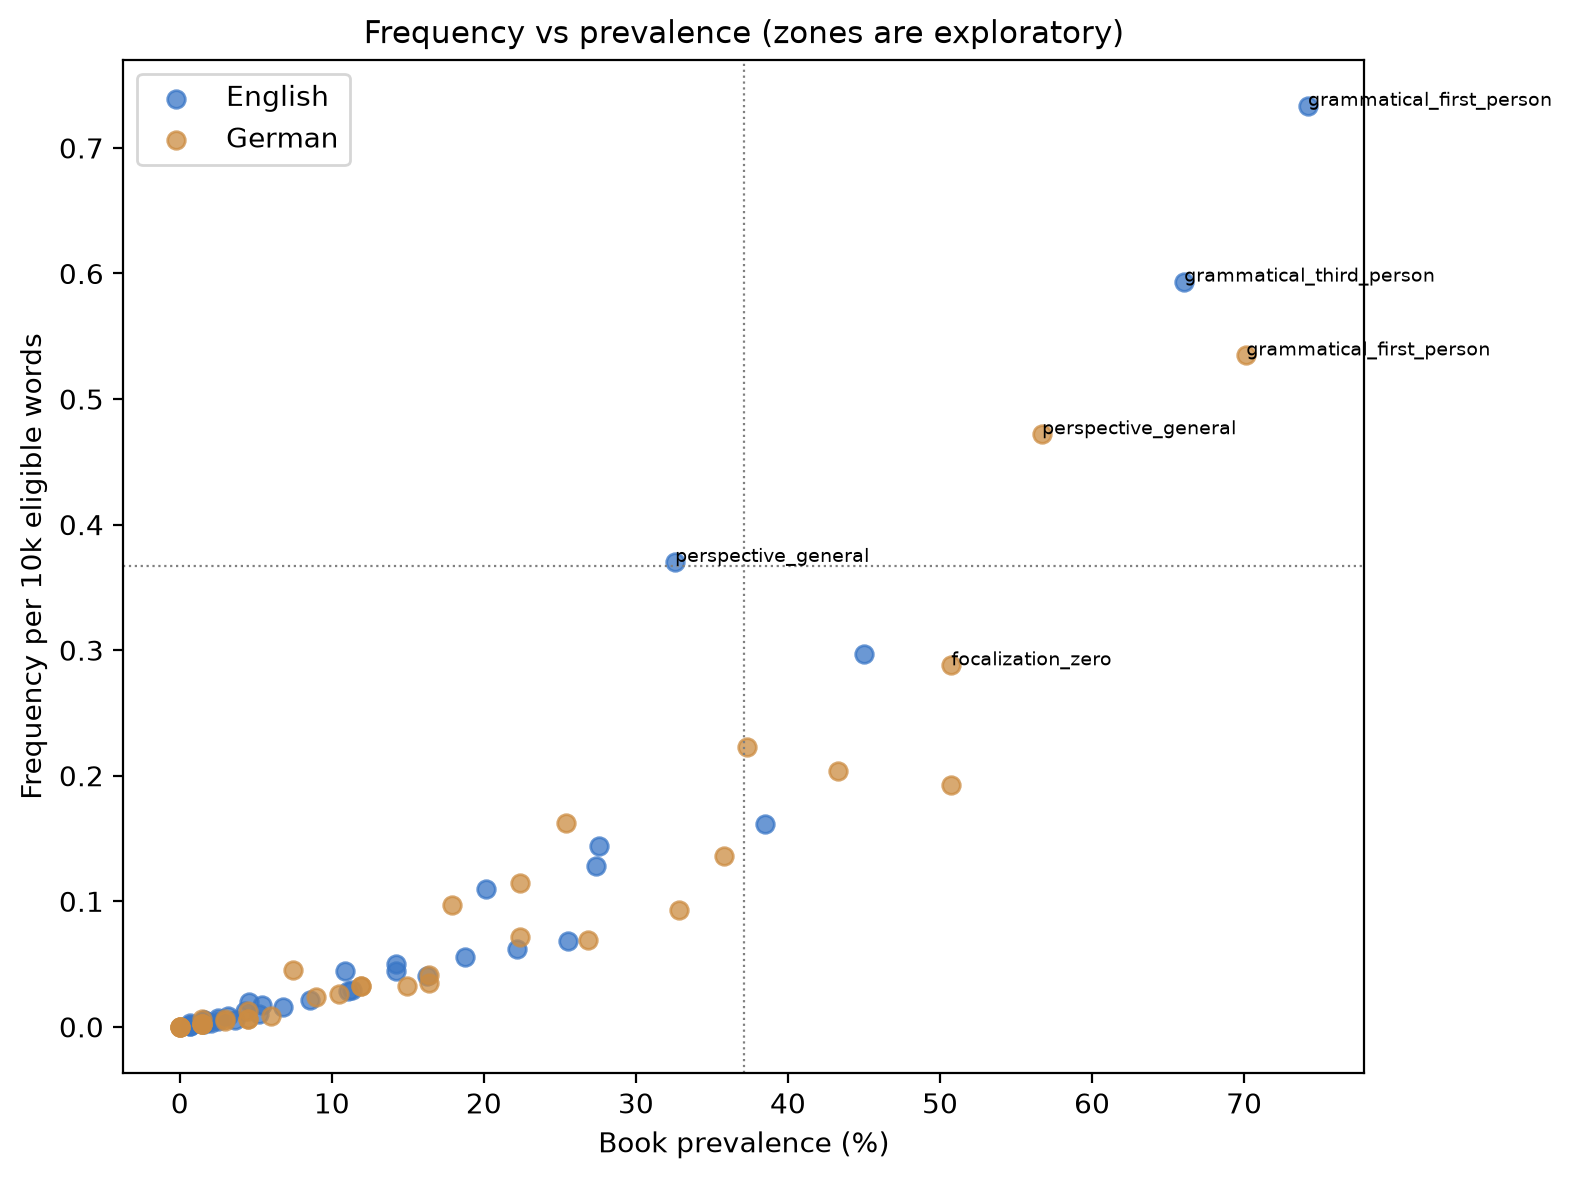 Frequency vs prevalence (zones are exploratory)
English
German
grammatical_first_person
grammatical_third_person
grammatical_first_person
perspective_general
perspective_general
focalization_zero
Frequency per 10k eligible words
0.7
0.6
0.5
0.4
0.3
0.2
0.1
0.0
0 10 20 30 40 50 60 70
Book prevalence (%)